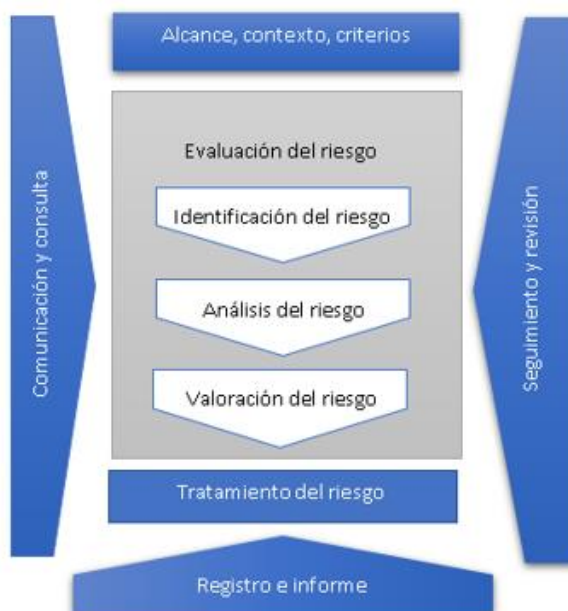 Alcance, contexto, criterios
Comunicación y consulta
Evaluación del riesgo
Identificación del riesgo
Análisis del riesgo
Valoración del riesgo
Seguimiento y revisión
Tratamiento del riesgo
Registro e informe